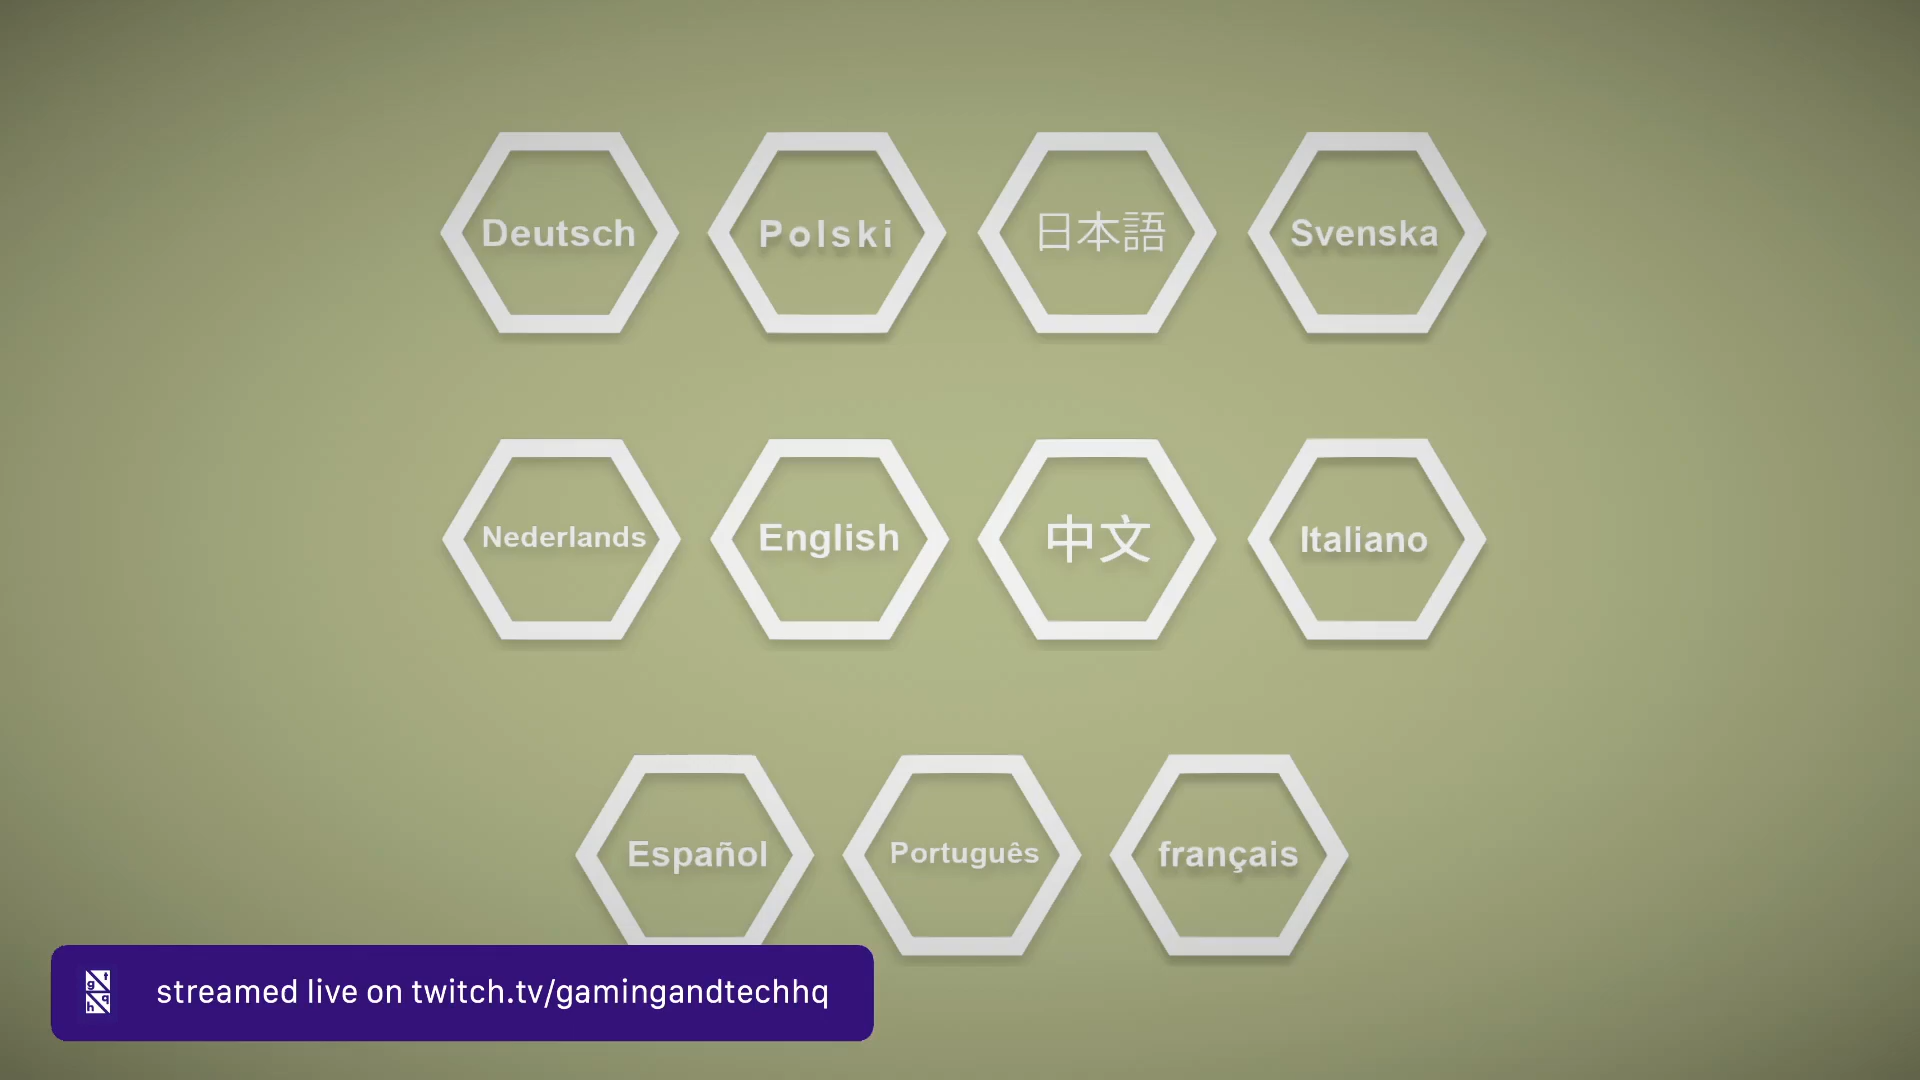 Deutsch
Polski
日本語
Svenska
Nederlands
English
中文
Italiano
Español
Português
français
g t
h q
streamed live on twitch.tv/gamingandtechhq